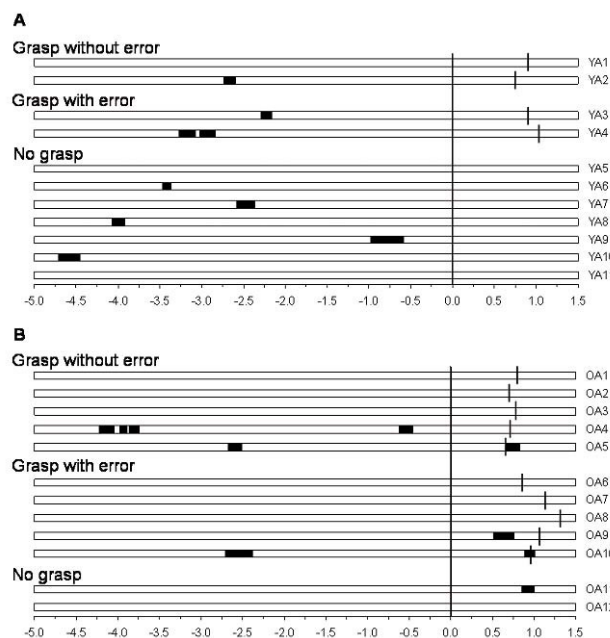 A
Grasp without error
YA1
YA2
Grasp with error
YA3
YA4
No grasp
YA5
YA6
YA7
YA8
YA9
YA10
YA11
-5.0 -4.5 -4.0 -3.5 -3.0 -2.5 -2.0 -1.5 -1.0 -0.5 0.0 0.5 1.0 1.5
B
Grasp without error
OA1
OA2
OA3
OA4
OA5
Grasp with error
OA6
OA7
OA8
OA9
OA10
No grasp
OA11
OA12
-5.0 -4.5 -4.0 -3.5 -3.0 -2.5 -2.0 -1.5 -1.0 -0.5 0.0 0.5 1.0 1.5